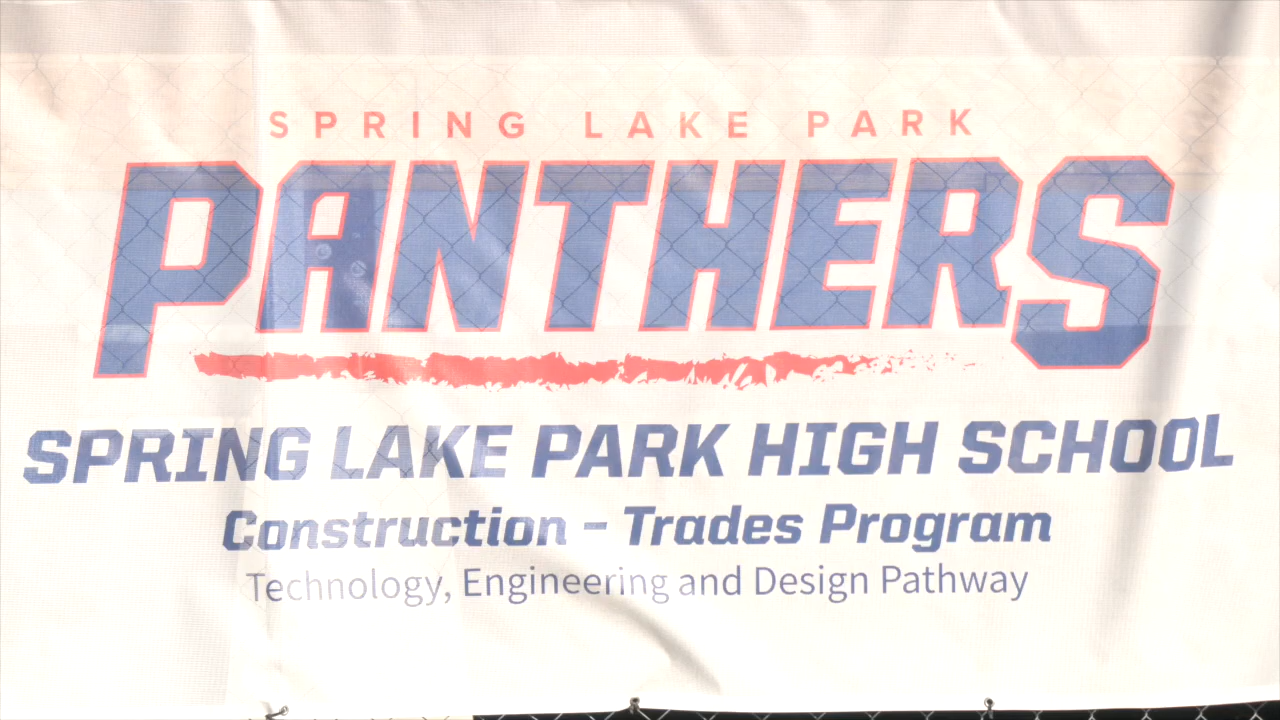 SPRING LAKE PARK
PANTHERS
SPRING LAKE PARK HIGH SCHOOL
Construction - Trades Program
Technology, Engineering and Design Pathway